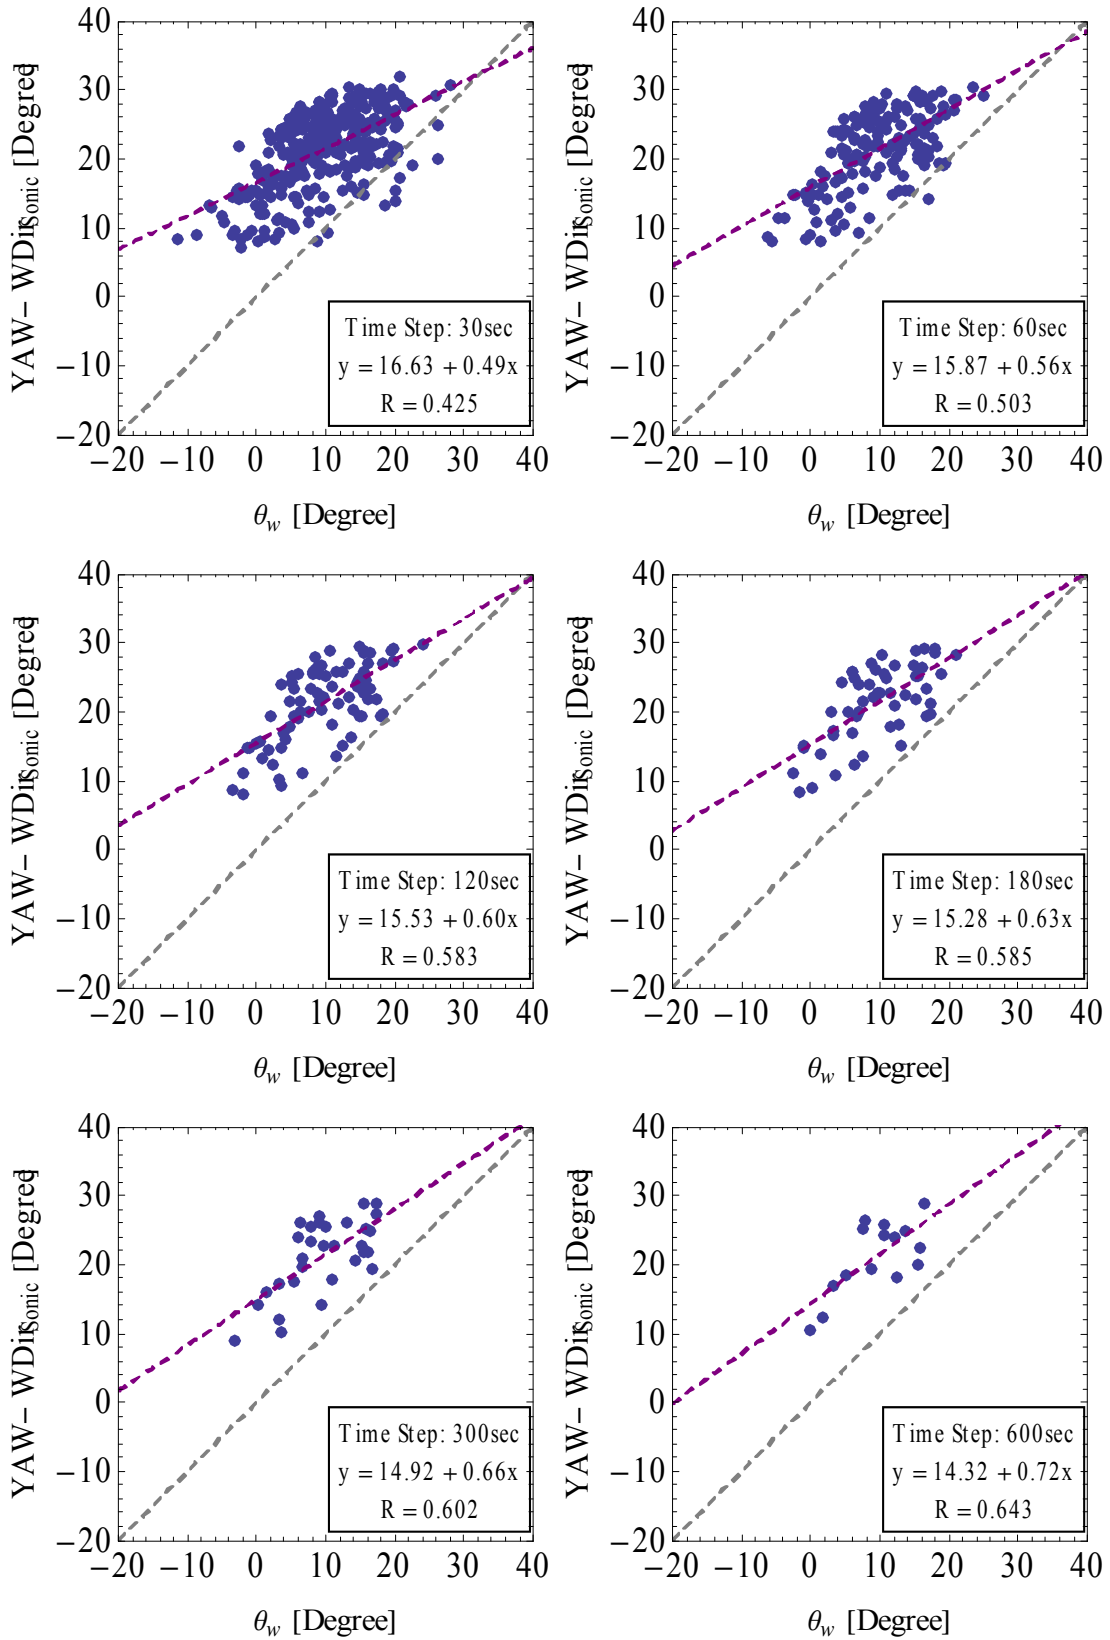 40
30
20
10
0
−10
−20
YAW− WDirSonic [Degree]
Time Step: 30sec
y = 16.63 + 0.49x
R = 0.425
−20 −10 0 10 20 30 40
θw [Degree]
40
30
20
10
0
−10
−20
YAW− WDirSonic [Degree]
Time Step: 60sec
y = 15.87 + 0.56x
R = 0.503
−20 −10 0 10 20 30 40
θw [Degree]
40
30
20
10
0
−10
−20
YAW− WDirSonic [Degree]
Time Step: 120sec
y = 15.53 + 0.60x
R = 0.583
−20 −10 0 10 20 30 40
θw [Degree]
40
30
20
10
0
−10
−20
YAW− WDirSonic [Degree]
Time Step: 180sec
y = 15.28 + 0.63x
R = 0.585
−20 −10 0 10 20 30 40
θw [Degree]
40
30
20
10
0
−10
−20
YAW− WDirSonic [Degree]
Time Step: 300sec
y = 14.92 + 0.66x
R = 0.602
−20 −10 0 10 20 30 40
θw [Degree]
40
30
20
10
0
−10
−20
YAW− WDirSonic [Degree]
Time Step: 600sec
y = 14.32 + 0.72x
R = 0.643
−20 −10 0 10 20 30 40
θw [Degree]